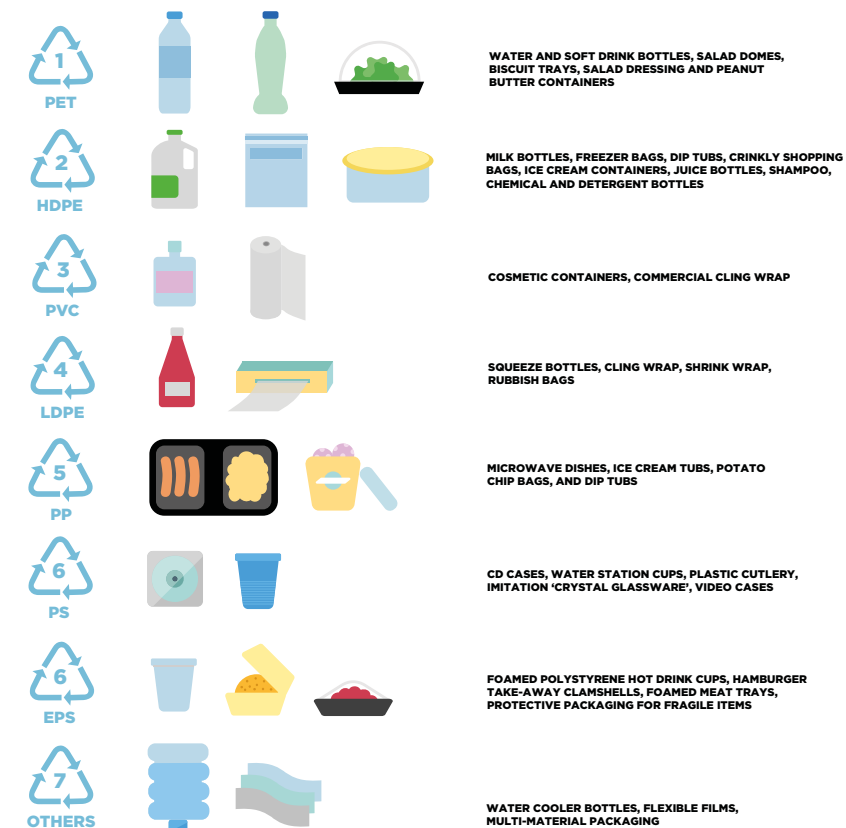 1
PET
WATER AND SOFT DRINK BOTTLES, SALAD DOMES,
BISCUIT TRAYS, SALAD DRESSING AND PEANUT
BUTTER CONTAINERS
2
HDPE
MILK BOTTLES, FREEZER BAGS, DIP TUBS, CRINKLY SHOPPING
BAGS, ICE CREAM CONTAINERS, JUICE BOTTLES, SHAMPOO,
CHEMICAL AND DETERGENT BOTTLES
3
PVC
COSMETIC CONTAINERS, COMMERCIAL CLING WRAP
4
LDPE
SQUEEZE BOTTLES, CLING WRAP, SHRINK WRAP,
RUBBISH BAGS
5
PP
MICROWAVE DISHES, ICE CREAM TUBS, POTATO
CHIP BAGS, AND DIP TUBS
6
PS
CD CASES, WATER STATION CUPS, PLASTIC CUTLERY,
IMITATION ‘CRYSTAL GLASSWARE’, VIDEO CASES
6
EPS
FOAMED POLYSTYRENE HOT DRINK CUPS, HAMBURGER
TAKE-AWAY CLAMSHELLS, FOAMED MEAT TRAYS,
PROTECTIVE PACKAGING FOR FRAGILE ITEMS
7
OTHERS
WATER COOLER BOTTLES, FLEXIBLE FILMS,
MULTI-MATERIAL PACKAGING